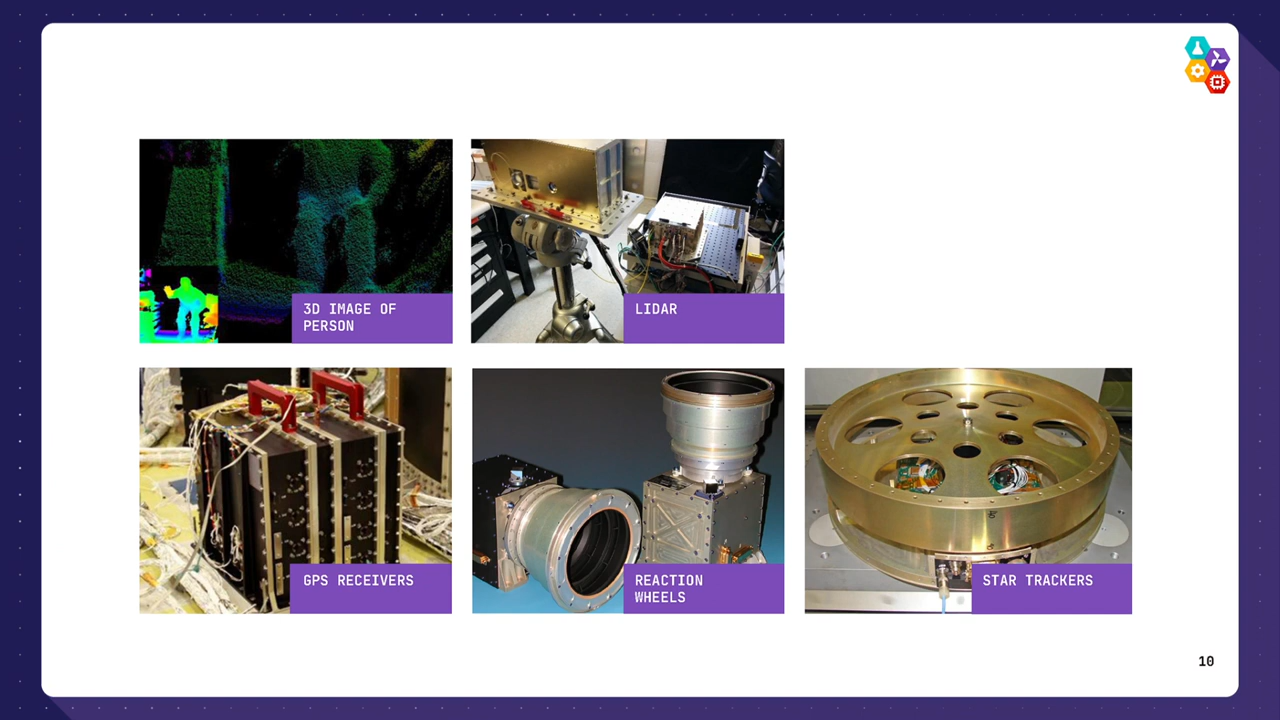 3D IMAGE OF
PERSON
LIDAR
GPS RECEIVERS
REACTION
WHEELS
STAR TRACKERS
10